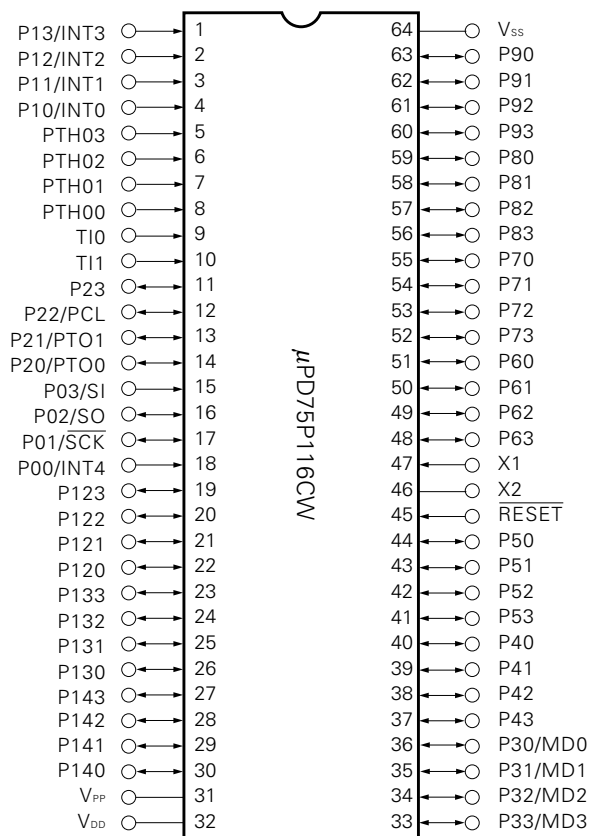 P13/INT3 1 64 Vss
P12/INT2 2 63 P90
P11/INT1 3 62 P91
P10/INT0 4 61 P92
PTH03 5 60 P93
PTH02 6 59 P80
PTH01 7 58 P81
PTH00 8 57 P82
TI0 9 56 P83
TI1 10 55 P70
P23 11 54 P71
P22/PCL 12 53 P72
P21/PTO1 13 52 P73
P20/PTO0 14 51 P60
P03/SI 15 50 P61
P02/SO 16 49 P62
P01/S̅C̅K̅ 17 48 P63
P00/INT4 18 47 X1
P123 19 46 X2
P122 20 45 R̅E̅S̅E̅T̅
P121 21 44 P50
P120 22 43 P51
P133 23 42 P52
P132 24 41 P53
P131 25 40 P40
P130 26 39 P41
P143 27 38 P42
P142 28 37 P43
P141 29 36 P30/MD0
P140 30 35 P31/MD1
VPP 31 34 P32/MD2
VDD 32 33 P33/MD3
μPD75P116CW